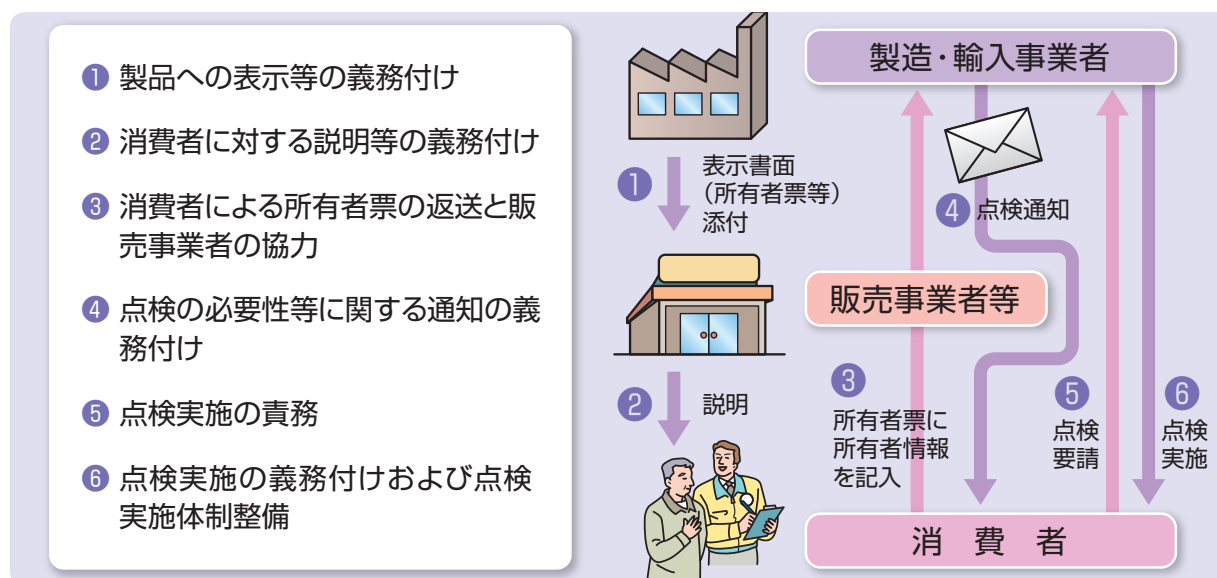 ❶ 製品への表示等の義務付け
❷ 消費者に対する説明等の義務付け
❸ 消費者による所有者票の返送と販
売事業者の協力
❹ 点検の必要性等に関する通知の義
務付け
❺ 点検実施の責務
❻ 点検実施の義務付けおよび点検
実施体制整備
❶
表示書面
（所有者票等）
添付
❷ 説明
製造・輸入事業者
❹ 点検通知
販売事業者等
❸
所有者票に
所有者情報
を記入
❺
点検
要請
❻
点検
実施
消費者